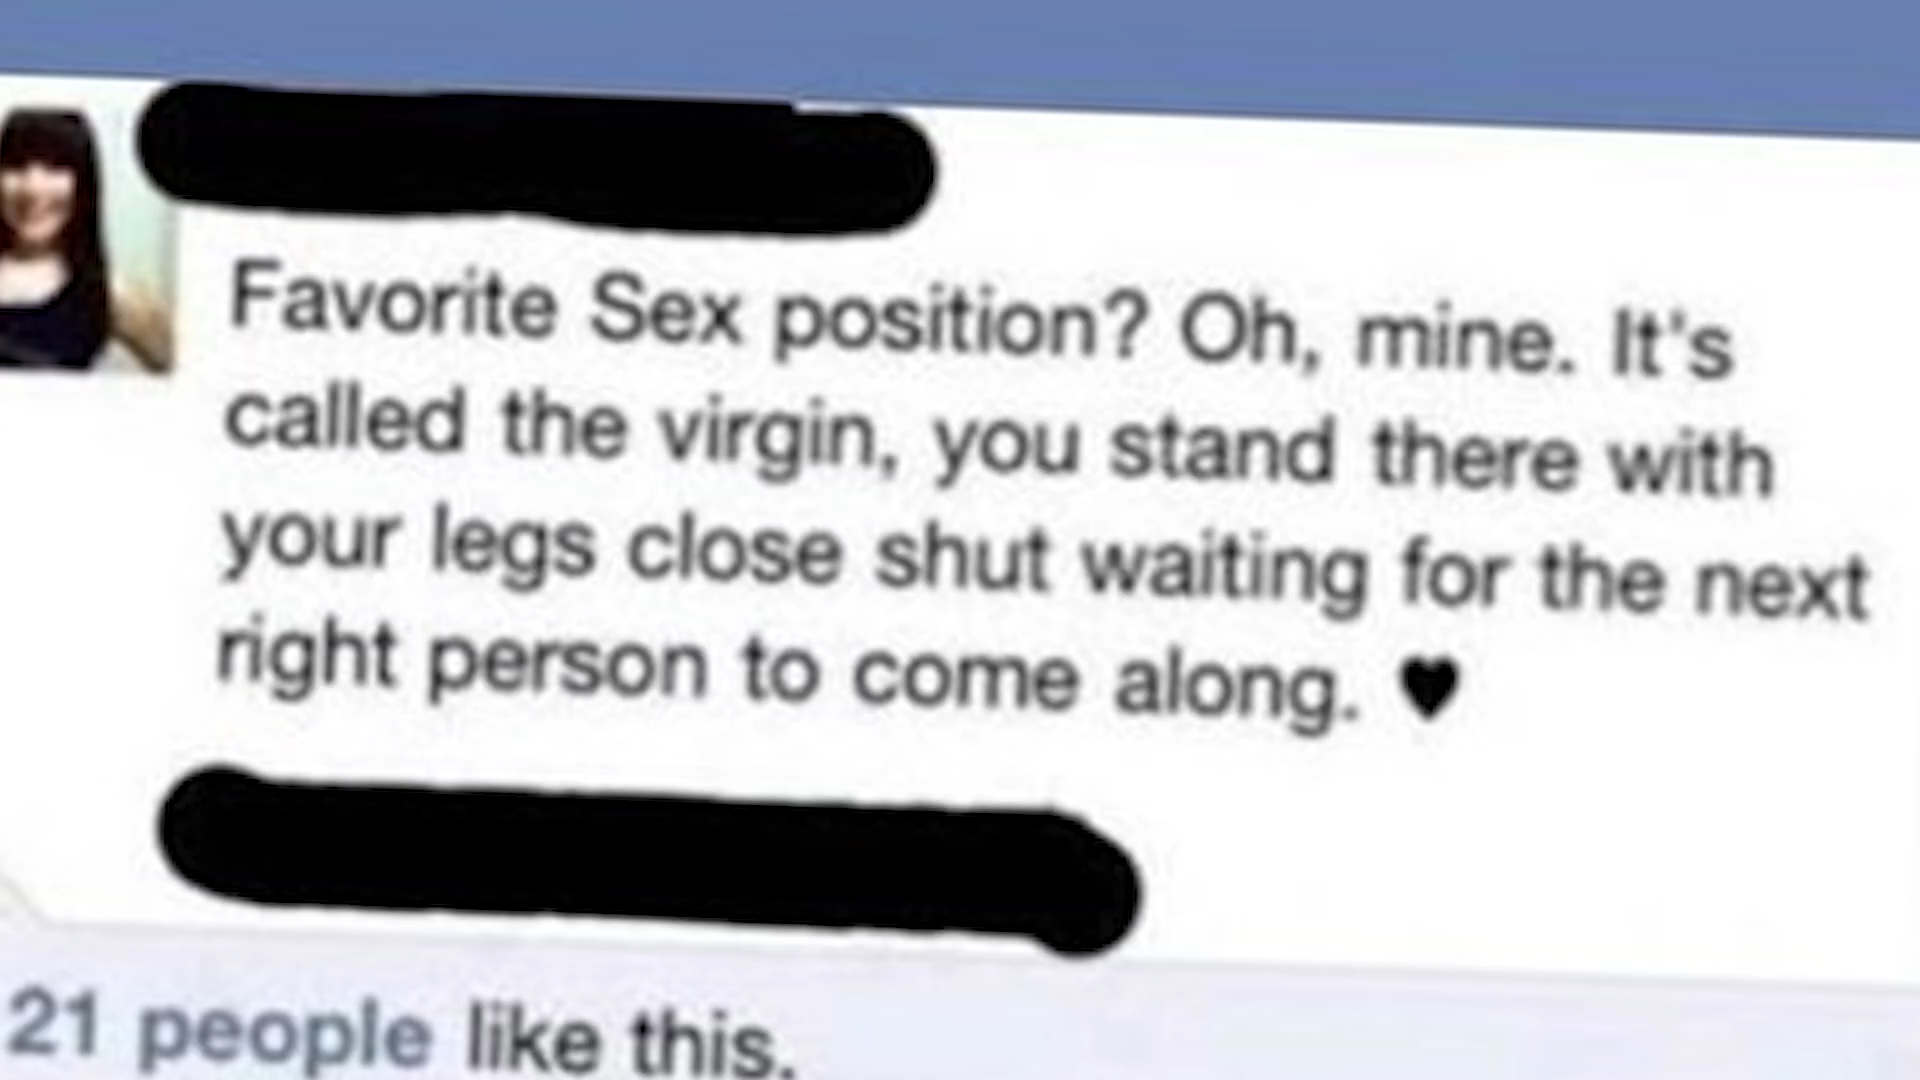 Favorite Sex position? Oh, mine. It's
called the virgin, you stand there with
your legs close shut waiting for the next
right person to come along. ♥
21 people like this.